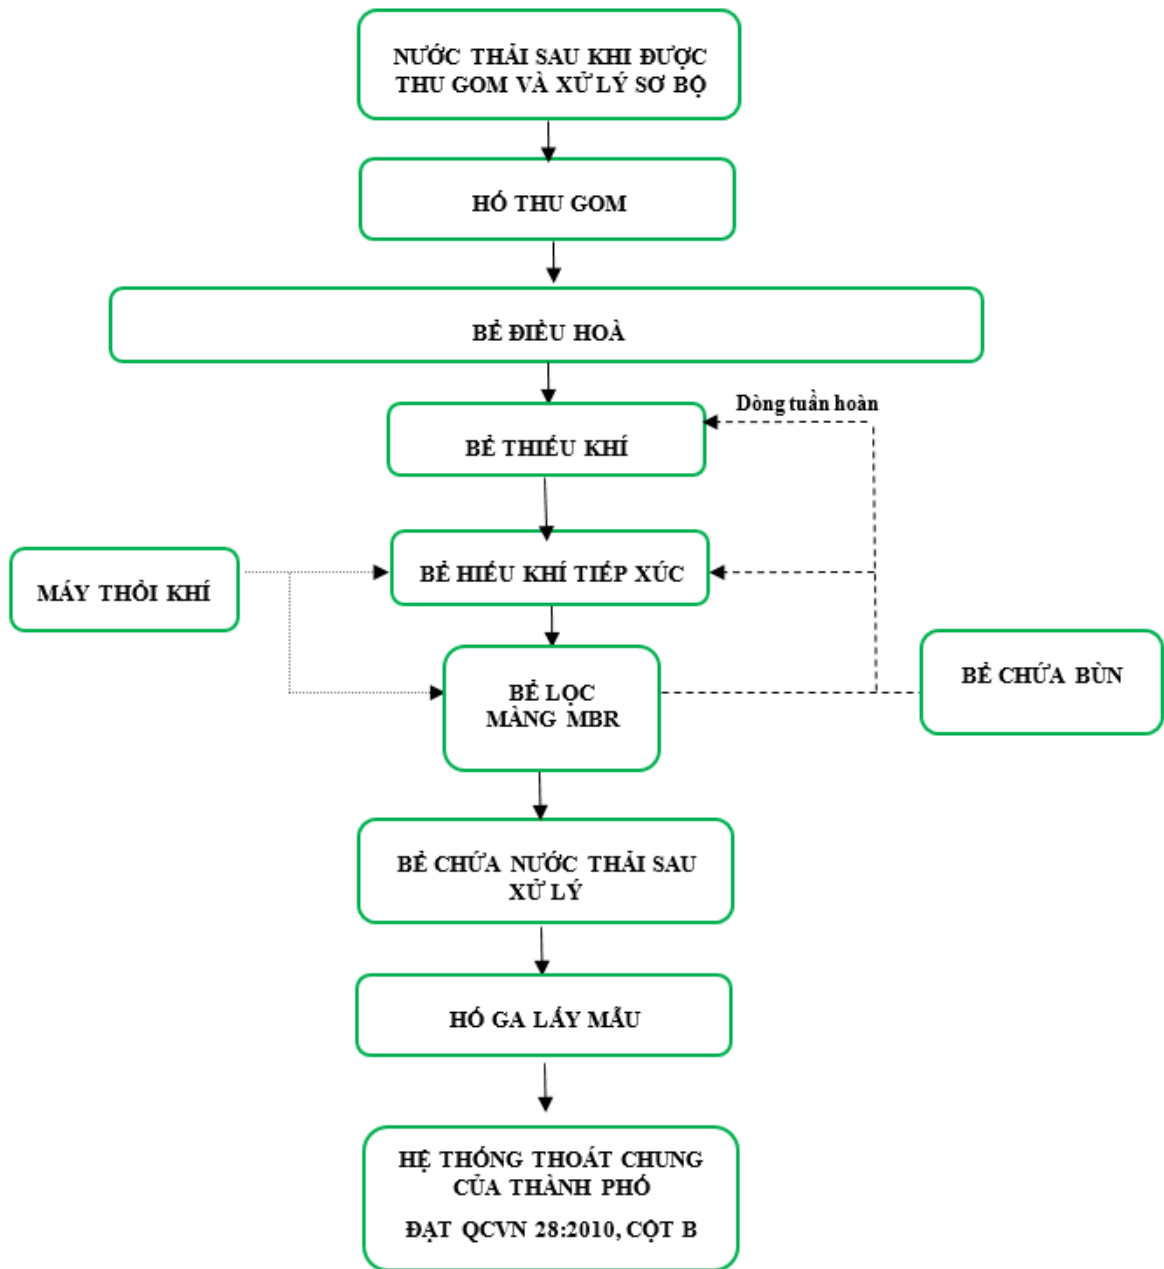 NƯỚC THẢI SAU KHI ĐƯỢC
THU GOM VÀ XỬ LÝ SƠ BỘ
HỐ THU GOM
BỂ ĐIỀU HOÀ
Dòng tuần hoàn
BỂ THIẾU KHÍ
BỂ HIẾU KHÍ TIẾP XÚC
MÁY THỔI KHÍ
BỂ LỌC
MÀNG MBR
BỂ CHỨA BÙN
BỂ CHỨA NƯỚC THẢI SAU
XỬ LÝ
HỐ GA LẤY MẪU
HỆ THỐNG THOÁT CHUNG
CỦA THÀNH PHỐ
ĐẠT QCVN 28:2010, CỘT B